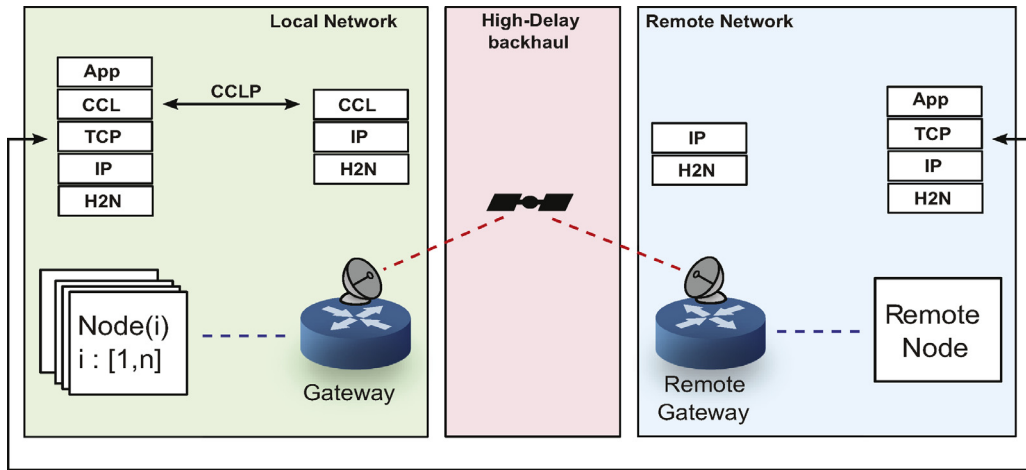 Local Network
High-Delay
backhaul
Remote Network
App
CCL
TCP
IP
H2N
CCLP
CCL
IP
H2N
IP
H2N
App
TCP
IP
H2N
Node(i)
i : [1,n]
Gateway
Remote
Gateway
Remote
Node